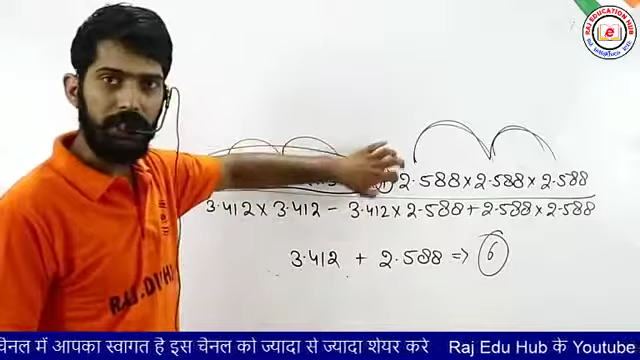 RAJ EDUCATION HUB
2.588 × 2.588 × 2.588
3.412 × 3.412 - 3.412 × 2.588 + 2.588 × 2.588
3.412 + 2.588 ⇒ 6
चेनल में आपका स्वागत है इस चेनल को ज्यादा से ज्यादा शेयर करे Raj Edu Hub के Youtube